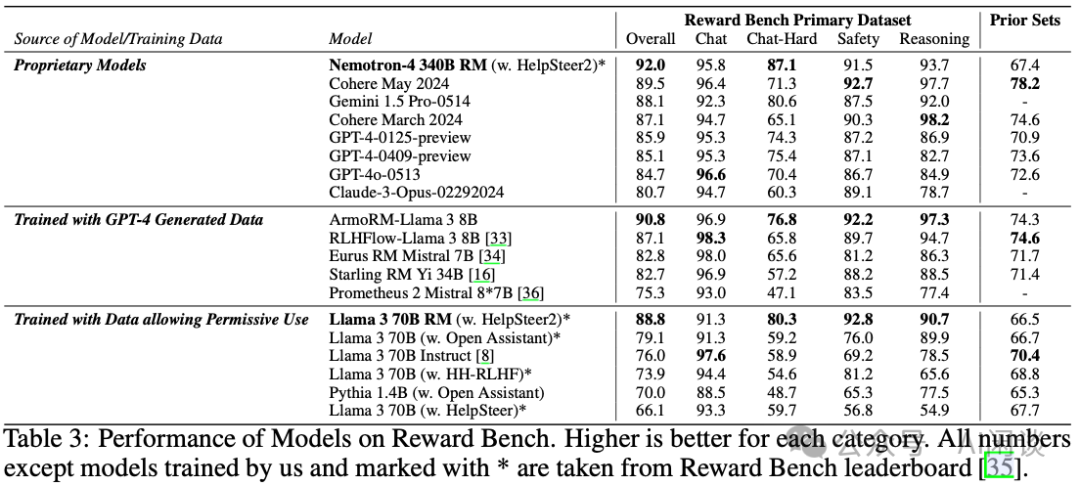 Reward Bench Primary Dataset Prior Sets
Source of Model/Training Data Model Overall Chat Chat-Hard Safety Reasoning
Proprietary Models Nemotron-4 340B RM (w. HelpSteer2)* 92.0 95.8 87.1 91.5 93.7 67.4
Cohere May 2024 89.5 96.4 71.3 92.7 97.7 78.2
Gemini 1.5 Pro-0514 88.1 92.3 80.6 87.5 92.0 -
Cohere March 2024 87.1 94.7 65.1 90.3 98.2 74.6
GPT-4-0125-preview 85.9 95.3 74.3 87.2 86.9 70.9
GPT-4-0409-preview 85.1 95.3 75.4 87.1 82.7 73.6
GPT-4o-0513 84.7 96.6 70.4 86.7 84.9 72.6
Claude-3-Opus-02292024 80.7 94.7 60.3 89.1 78.7 -
Trained with GPT-4 Generated Data ArmoRM-Llama 3 8B 90.8 96.9 76.8 92.2 97.3 74.3
RLHFlow-Llama 3 8B [33] 87.1 98.3 65.8 89.7 94.7 74.6
Eurus RM Mistral 7B [34] 82.8 98.0 65.6 81.2 86.3 71.7
Starling RM Yi 34B [16] 82.7 96.9 57.2 88.2 88.5 71.4
Prometheus 2 Mistral 8*7B [36] 75.3 93.0 47.1 83.5 77.4 -
Trained with Data allowing Permissive Use Llama 3 70B RM (w. HelpSteer2)* 88.8 91.3 80.3 92.8 90.7 66.5
Llama 3 70B (w. Open Assistant)* 79.1 91.3 59.2 76.0 89.9 66.7
Llama 3 70B Instruct [8] 76.0 97.6 58.9 69.2 78.5 70.4
Llama 3 70B (w. HH-RLHF)* 73.9 94.4 54.6 81.2 65.6 68.8
Pythia 1.4B (w. Open Assistant) 70.0 88.5 48.7 65.3 77.5 65.3
Llama 3 70B (w. HelpSteer)* 66.1 93.3 59.7 56.8 54.9 67.7
Table 3: Performance of Models on Reward Bench. Higher is better for each category. All numbers
except models trained by us and marked with * are taken from Reward Bench leaderboard [35].
公众号 · AI闲谈